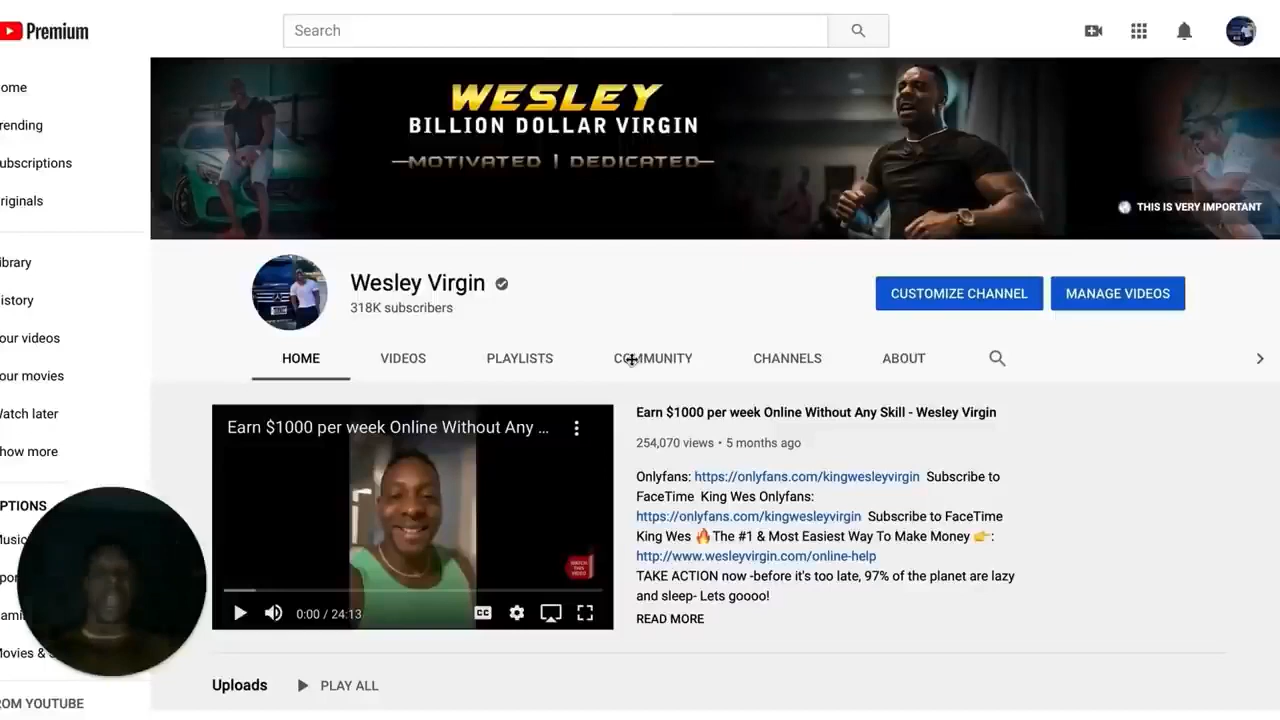 Premium
Search
WESLEY
BILLION DOLLAR VIRGIN
MOTIVATED | DEDICATED
THIS IS VERY IMPORTANT
ome
rending
ubscriptions
riginals
ibrary
istory
our videos
our movies
atch later
how more
PTIONS
Music
ovies & s
ROM YOUTUBE
Wesley Virgin
318K subscribers
CUSTOMIZE CHANNEL
MANAGE VIDEOS
HOME
VIDEOS
PLAYLISTS
COMMUNITY
CHANNELS
ABOUT
Earn $1000 per week Online Without Any ...
WATCH THIS VIDEO
0:00 / 24:13
CC
Earn $1000 per week Online Without Any Skill - Wesley Virgin
254,070 views • 5 months ago
Onlyfans: https://onlyfans.com/kingwesleyvirgin Subscribe to
FaceTime King Wes Onlyfans:
https://onlyfans.com/kingwesleyvirgin Subscribe to FaceTime
King Wes 🔥The #1 & Most Easiest Way To Make Money 👉:
http://www.wesleyvirgin.com/online-help
TAKE ACTION now -before it's too late, 97% of the planet are lazy
and sleep- Lets goooo!
READ MORE
Uploads
PLAY ALL